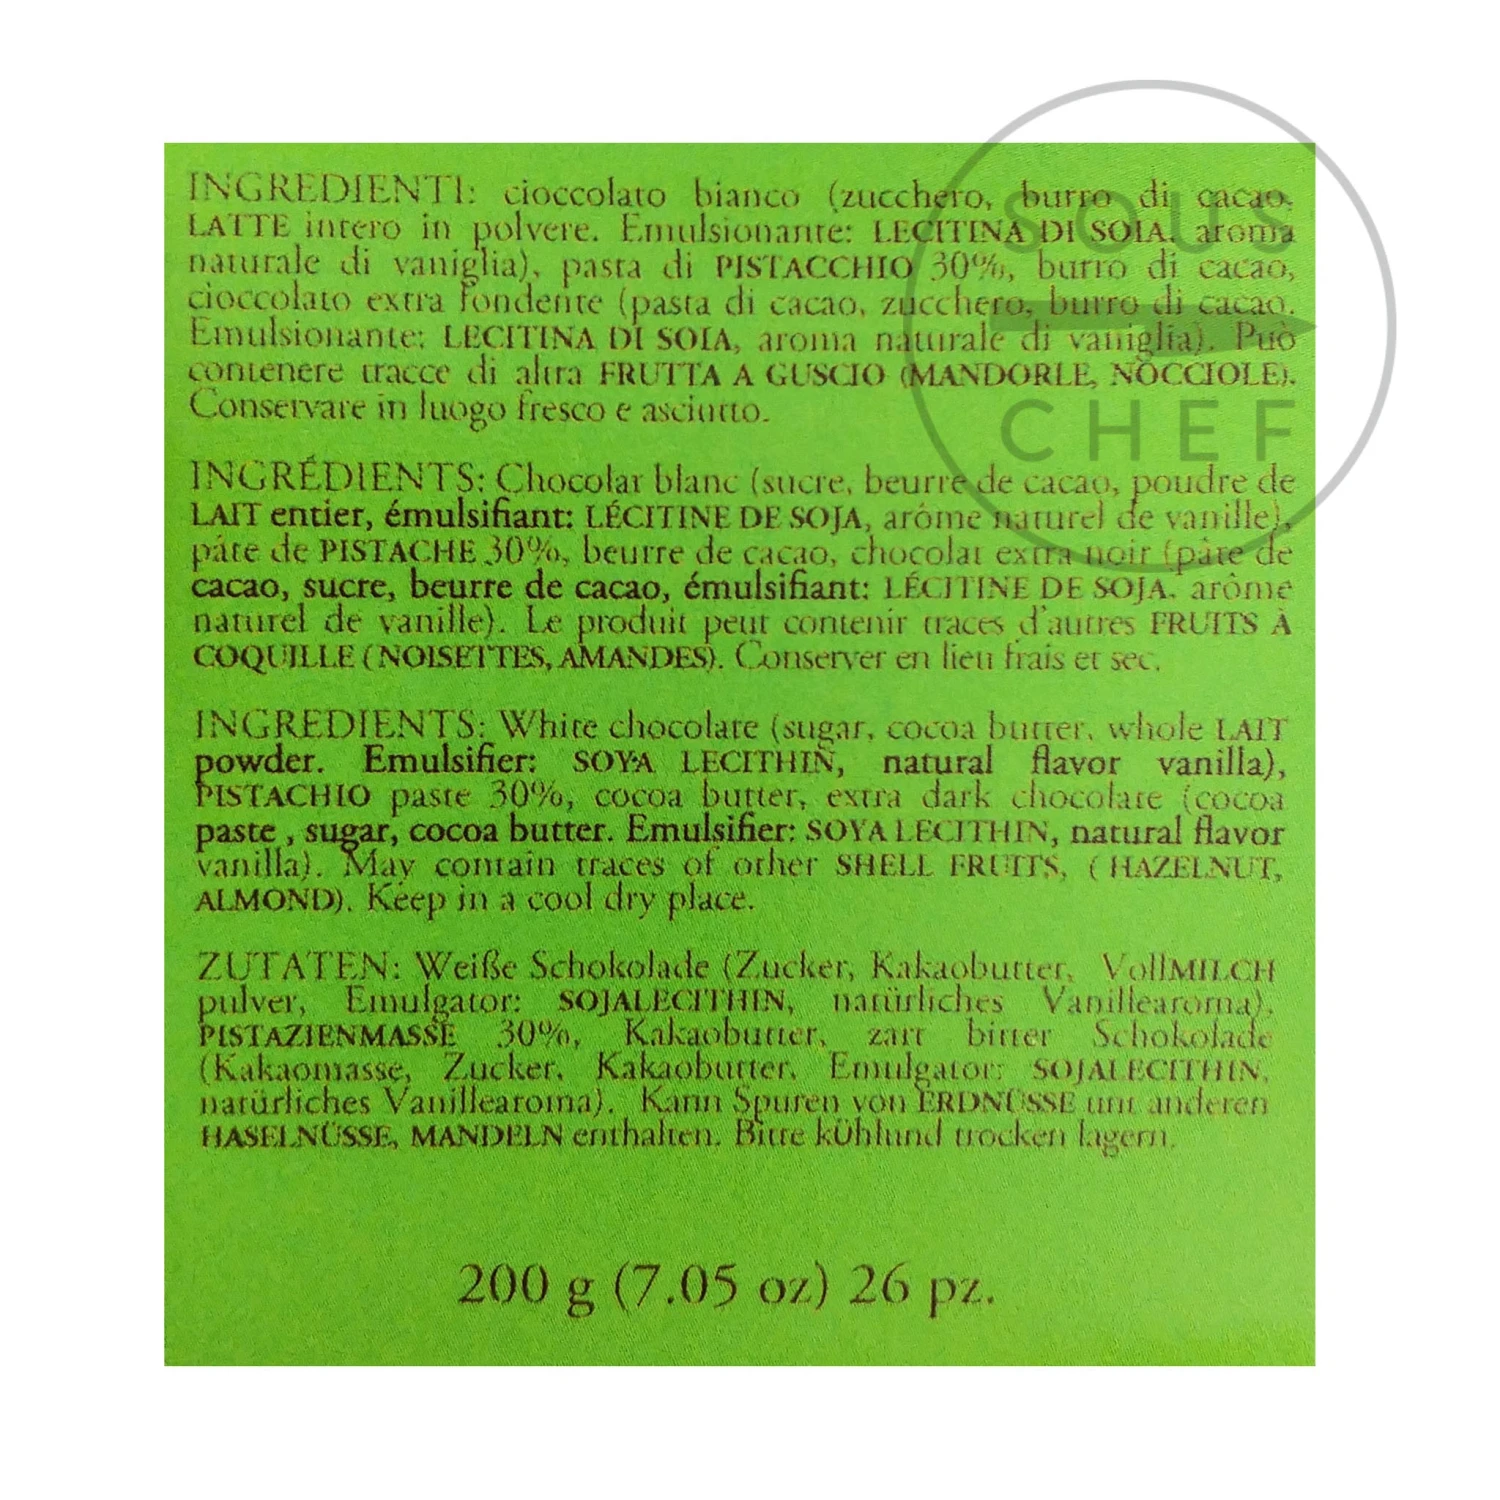 INGREDIENTI: cioccolato bianco (zucchero, burro di cacao,
LATTE intero in polvere. Emulsionante: LECITINA DI SOIA, aroma
naturale di vaniglia), pasta di PISTACCHIO 30%, burro di cacao,
cioccolato extra fondente (pasta di cacao, zucchero, burro di cacao.
Emulsionante: LECITINA DI SOIA, aroma naturale di vaniglia). Può
contenere tracce di altra FRUTTA A GUSCIO (MANDORLE, NOCCIOLE).
Conservare in luogo fresco e asciutto.
INGRÉDIENTS: Chocolat blanc (sucre, beurre de cacao, poudre de
LAIT entier, émulsifiant: LÉCITINE DE SOJA, arôme naturel de vanille),
pâte de PISTACHE 30%, beurre de cacao, chocolat extra noir (pâte de
cacao, sucre, beurre de cacao, émulsifiant: LÉCITINE DE SOJA, arôme
naturel de vanille). Le produit peut contenir traces d'autres FRUITS À
COQUILLE (NOISETTES, AMANDES). Conserver en lieu frais et sec.
INGREDIENTS: White chocolate (sugar, cocoa butter, whole LAIT
powder. Emulsifier: SOYA LECITHIN, natural flavor vanilla),
PISTACHIO paste 30%, cocoa butter, extra dark chocolate (cocoa
paste , sugar, cocoa butter. Emulsifier: SOYA LECITHIN, natural flavor
vanilla). May contain traces of other SHELL FRUITS, ( HAZELNUT,
ALMOND). Keep in a cool dry place.
ZUTATEN: Weiße Schokolade (Zucker, Kakaobutter, VollMILCH
pulver, Emulgator: SOJALECITHIN, natürliches Vanillearoma),
PISTAZIENMASSE 30%, Kakaobutter, zart bitter Schokolade
(Kakaomasse, Zucker, Kakaobutter, Emulgator: SOJALECITHIN,
natürliches Vanillearoma). Kann Spuren von ERDNÜSSE unt anderen
HASELNÜSSE, MANDELN enthalten. Bitte kühlund trocken lagern.
200 g (7.05 oz) 26 pz.
SOUS
CHEF